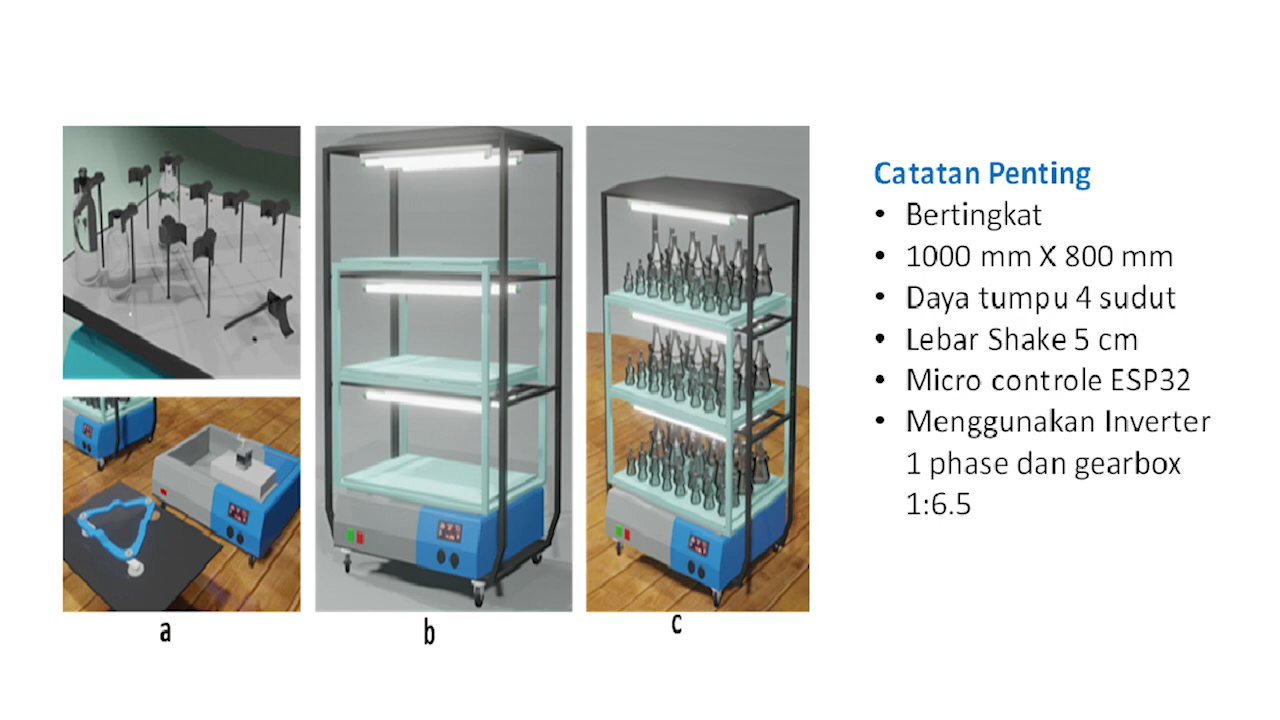 Catatan Penting
• Bertingkat
• 1000 mm X 800 mm
• Daya tumpu 4 sudut
• Lebar Shake 5 cm
• Micro controle ESP32
• Menggunakan Inverter
1 phase dan gearbox
1:6.5
a
b
c